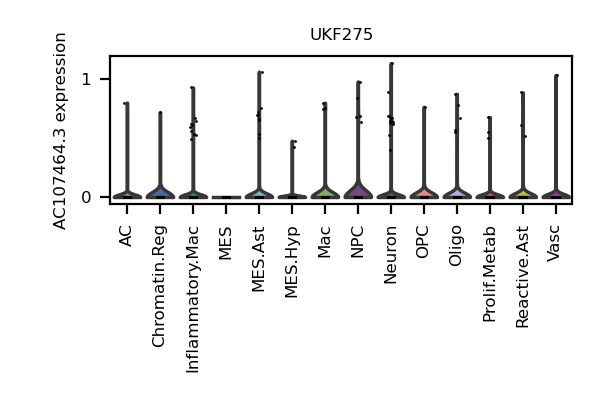 UKF275
AC107464.3 expression
1
0
AC
Chromatin.Reg
Inflammatory.Mac
MES
MES.Ast
MES.Hyp
Mac
NPC
Neuron
OPC
Oligo
Prolif.Metab
Reactive.Ast
Vasc